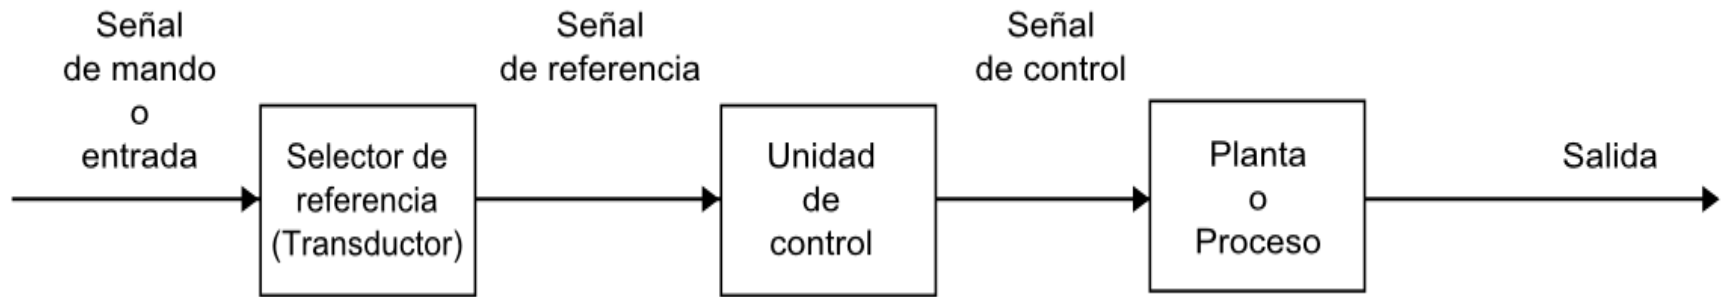 Señal
de mando
o
entrada
Selector de
referencia
(Transductor)
Señal
de referencia
Unidad
de
control
Señal
de control
Planta
o
Proceso
Salida